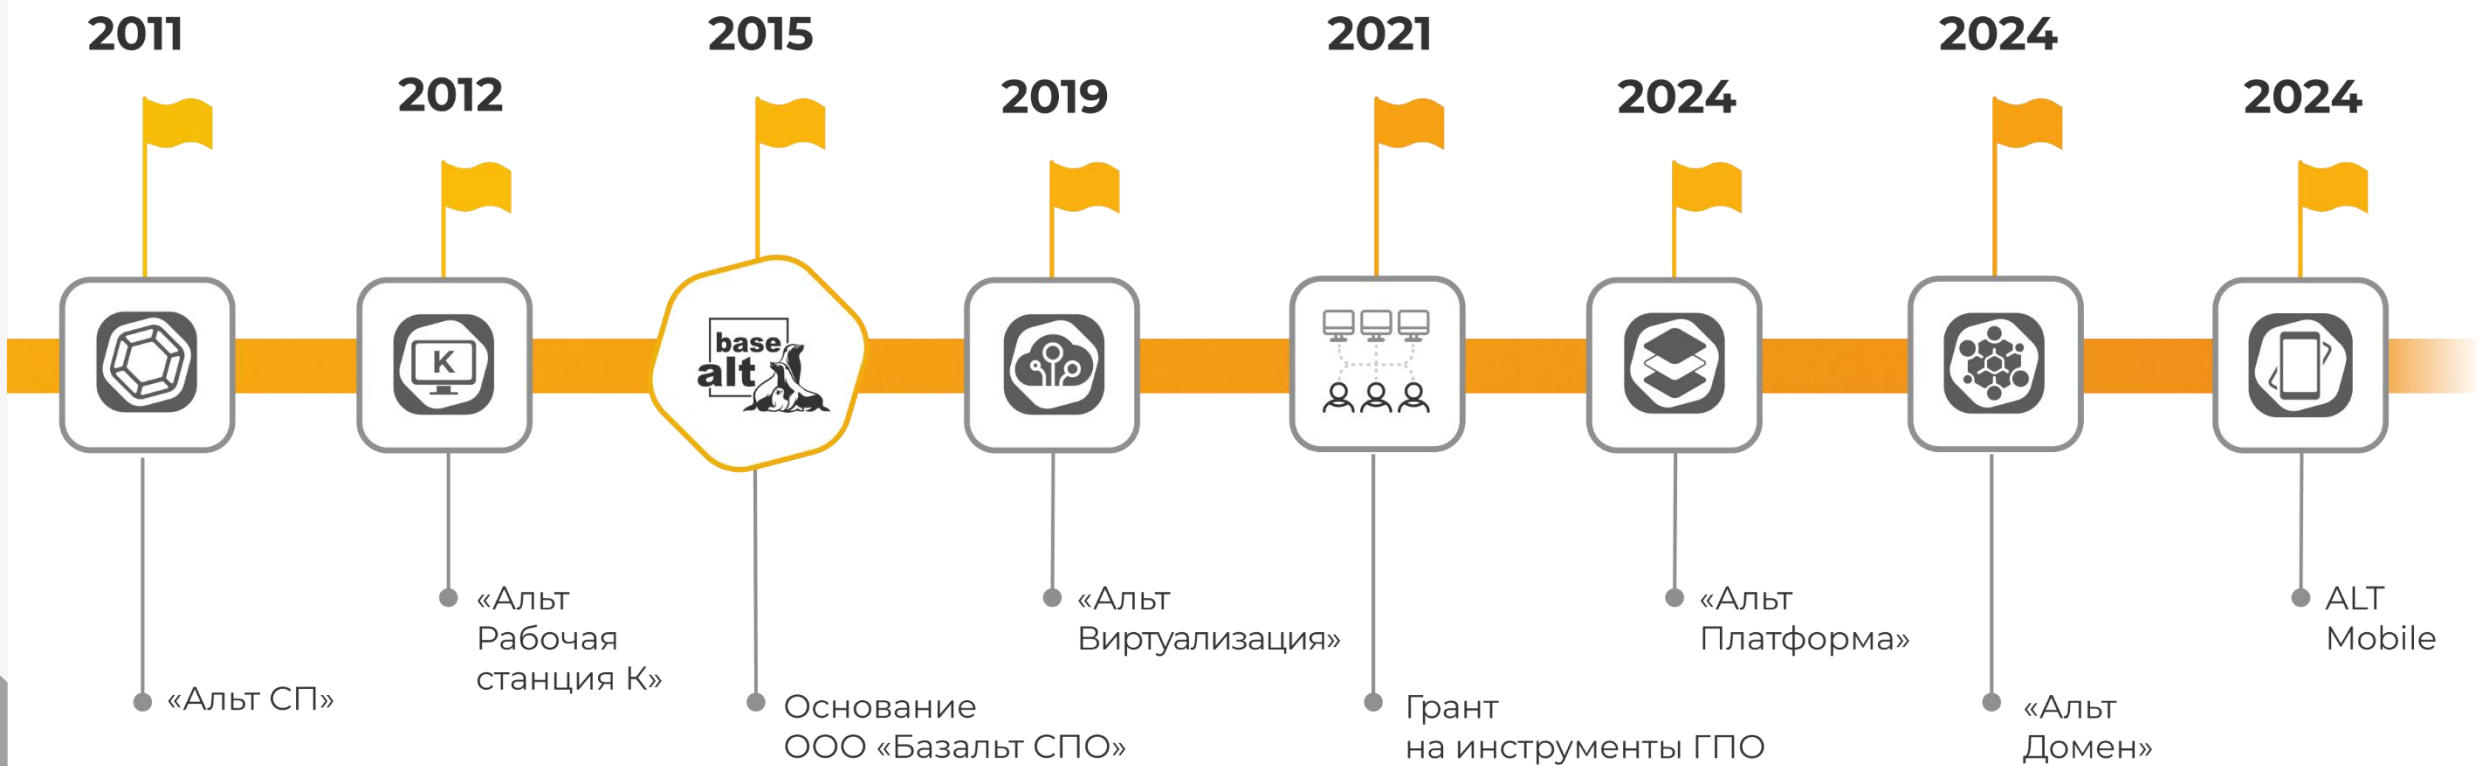 2011
«Альт СП»
2012
«Альт
Рабочая
станция К»
K
2015
base
alt
Основание
ООО «Базальт СПО»
2019
«Альт
Виртуализация»
2021
Грант
на инструменты ГПО
2024
«Альт
Платформа»
2024
«Альт
Домен»
2024
ALT
Mobile